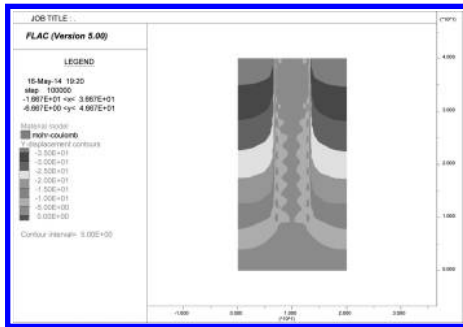 JOB TITLE : .
FLAC (Version 5.00)
LEGEND
16-May-14 19:20
step 100000
-1.667E+01 <x< 3.667E+01
-6.667E+00 <y< 4.667E+01
Material model
mohr-coulomb
Y-displacement contours
-3.50E+01
-3.00E+01
-2.50E+01
-2.00E+01
-1.50E+01
-1.00E+01
-5.00E+00
0.00E+00
Contour interval= 5.00E+00
(*10^1)
4.000
3.000
2.000
1.000
0.000
-1.000
0.000
1.000
2.000
3.000
(*10^1)